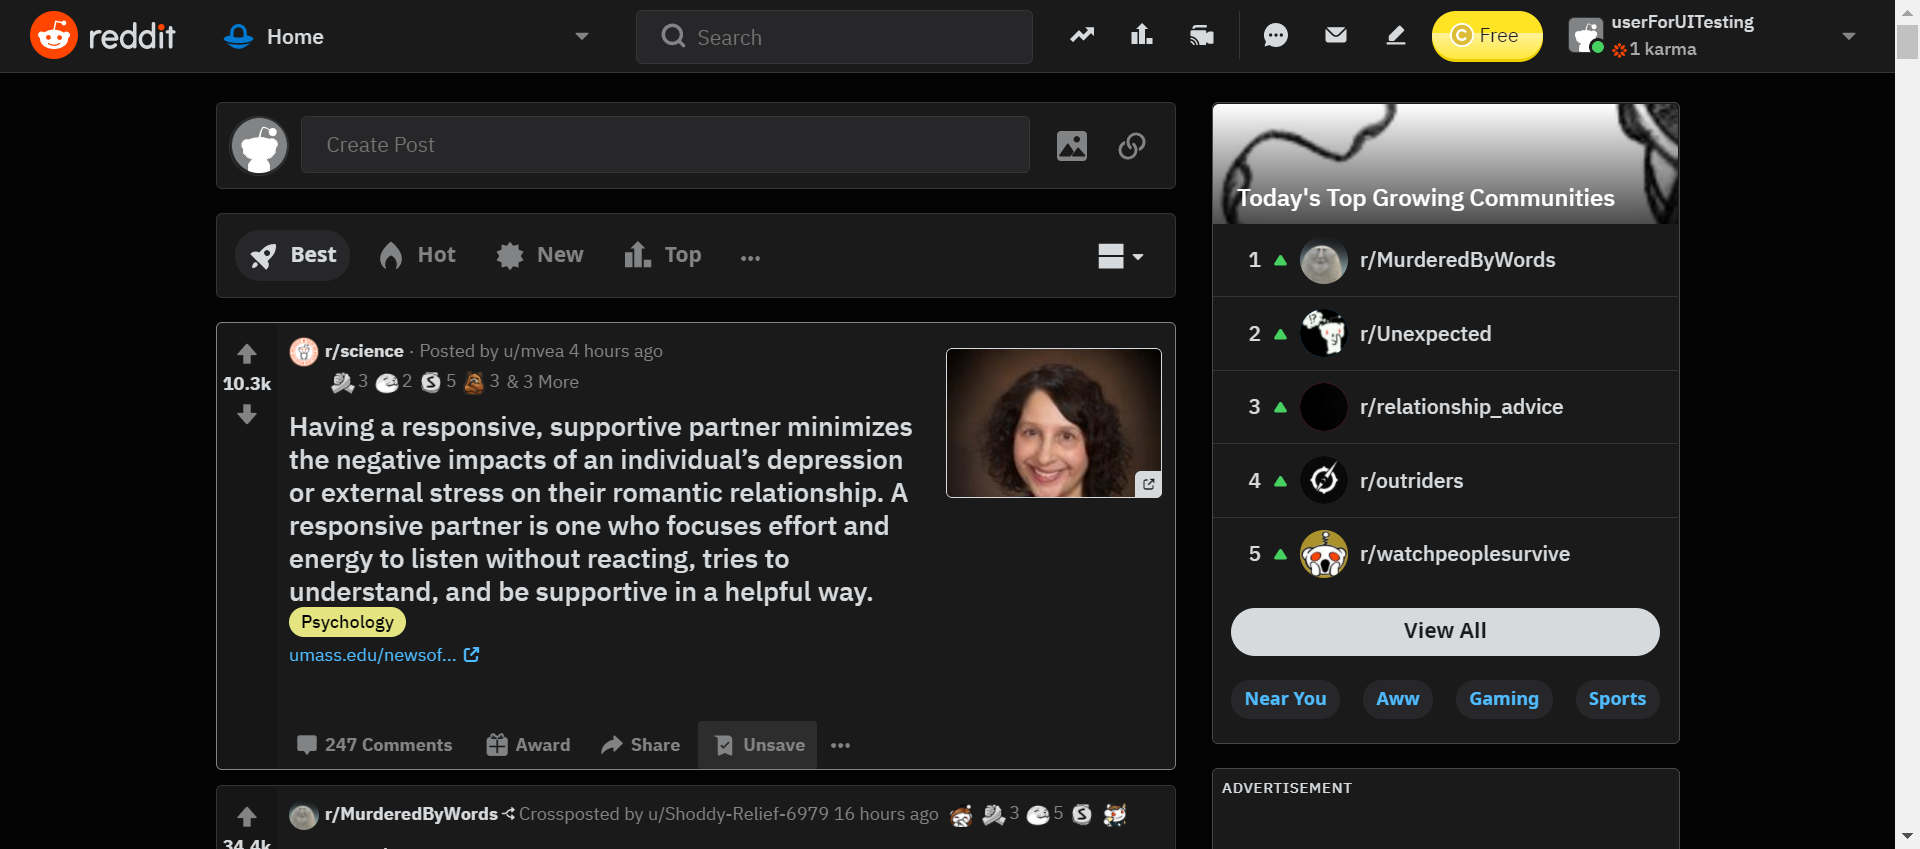 reddit
Home
Search
Free
userForUITesting
1 karma
Create Post
Today's Top Growing Communities
Best
Hot
New
Top
1 r/MurderedByWords
2 r/Unexpected
3 r/relationship_advice
4 r/outriders
5 r/watchpeoplesurvive
View All
Near You
Aww
Gaming
Sports
ADVERTISEMENT
r/science · Posted by u/mvea 4 hours ago
3 2 5 3 & 3 More
10.3k
Having a responsive, supportive partner minimizes
the negative impacts of an individual’s depression
or external stress on their romantic relationship. A
responsive partner is one who focuses effort and
energy to listen without reacting, tries to
understand, and be supportive in a helpful way.
Psychology
umass.edu/newsof...
247 Comments
Award
Share
Unsave
r/MurderedByWords Crossposted by u/Shoddy-Relief-6979 16 hours ago 3 5
34.4k